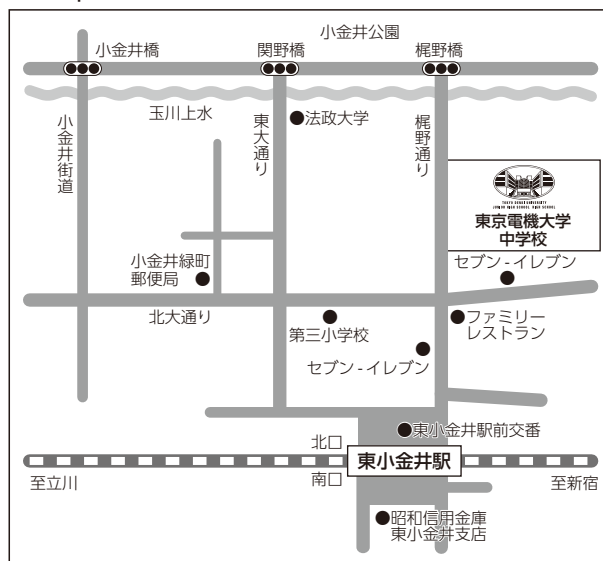 小金井公園
小金井橋
関野橋
梶野橋
玉川上水
小金井街道
東大通り
法政大学
梶野通り
東京電機大学
中学校
セブン-イレブン
小金井緑町
郵便局
北大通り
第三小学校
ファミリー
レストラン
セブン-イレブン
東小金井駅前交番
北口
東小金井駅
南口
至立川
至新宿
昭和信用金庫
東小金井支店